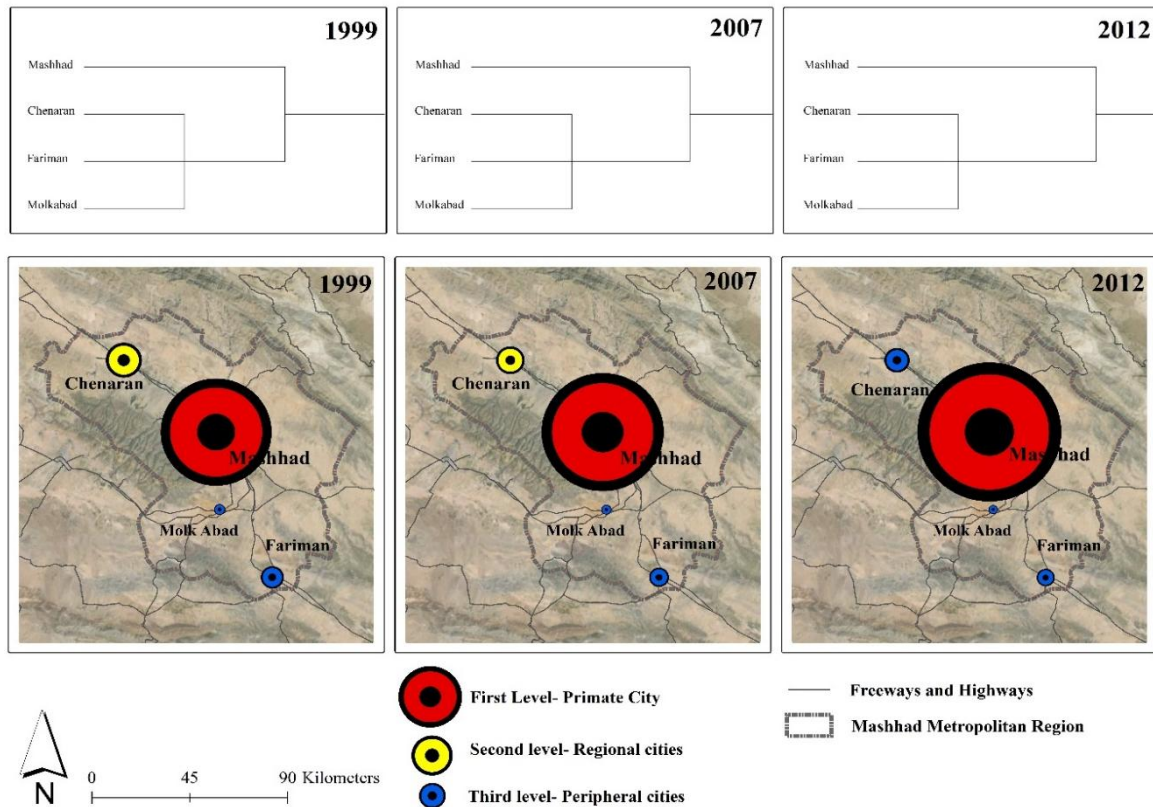 1999
Mashhad
Chenaran
Fariman
Molkabad
2007
Mashhad
Chenaran
Fariman
Molkabad
2012
Mashhad
Chenaran
Fariman
Molkabad
1999
Chenaran
Mashhad
Molk Abad
Fariman
2007
Chenaran
Mashhad
Molk Abad
Fariman
2012
Chenaran
Mashhad
Molk Abad
Fariman
N
0 45 90 Kilometers
First Level- Primate City
Second level- Regional cities
Third level- Peripheral cities
Freeways and Highways
Mashhad Metropolitan Region